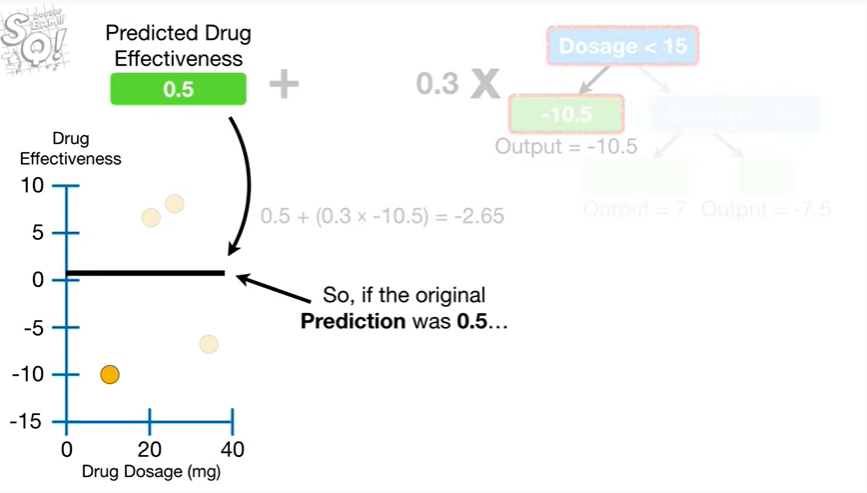 Predicted Drug
Effectiveness
0.5
+
0.3 X
Dosage < 15
-10.5
Output = -10.5
Output = 7
Output = -7.5
0.5 + (0.3 × -10.5) = -2.65
Drug
Effectiveness
10
5
0
-5
-10
-15
0
20
40
Drug Dosage (mg)
So, if the original
Prediction was 0.5…